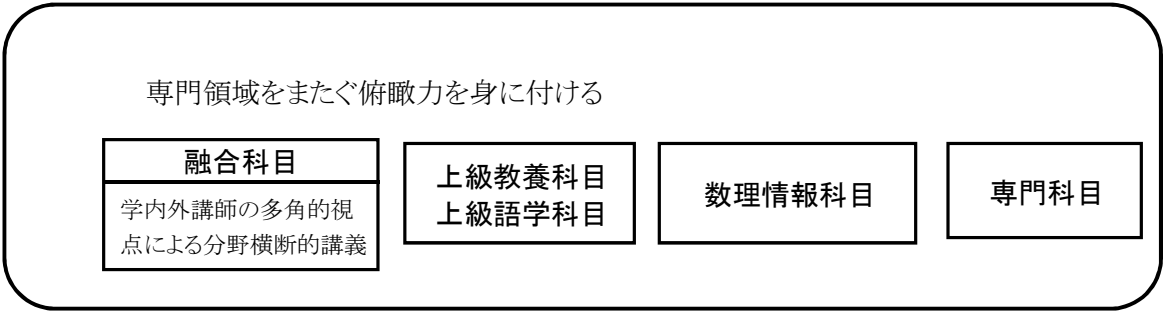 専門領域をまたぐ俯瞰力を身に付ける
融合科目
学内外講師の多角的視
点による分野横断的講義
上級教養科目
上級語学科目
数理情報科目
専門科目